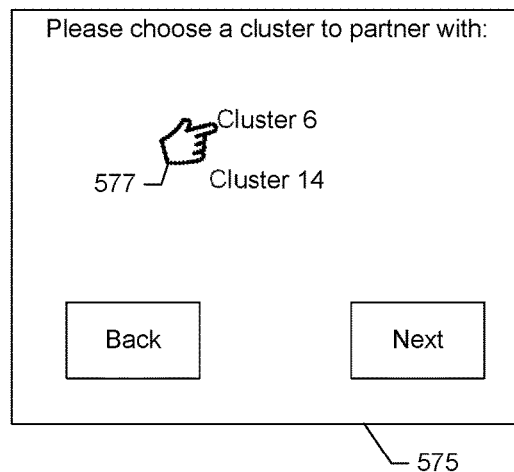 Please choose a cluster to partner with:
Cluster 6
577
Cluster 14
Back
Next
575